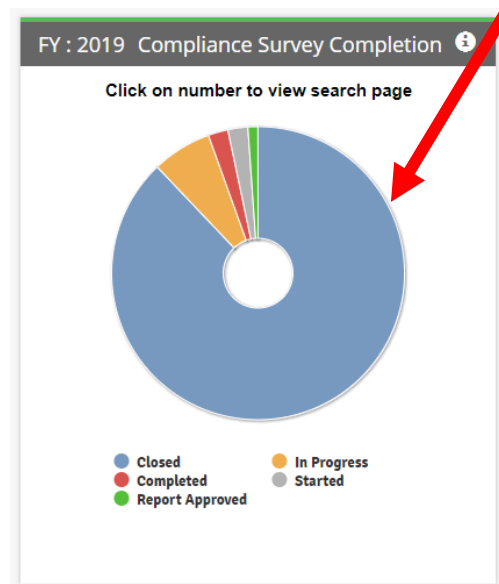 FY : 2019 Compliance Survey Completion i
Click on number to view search page
Closed
In Progress
Completed
Started
Report Approved